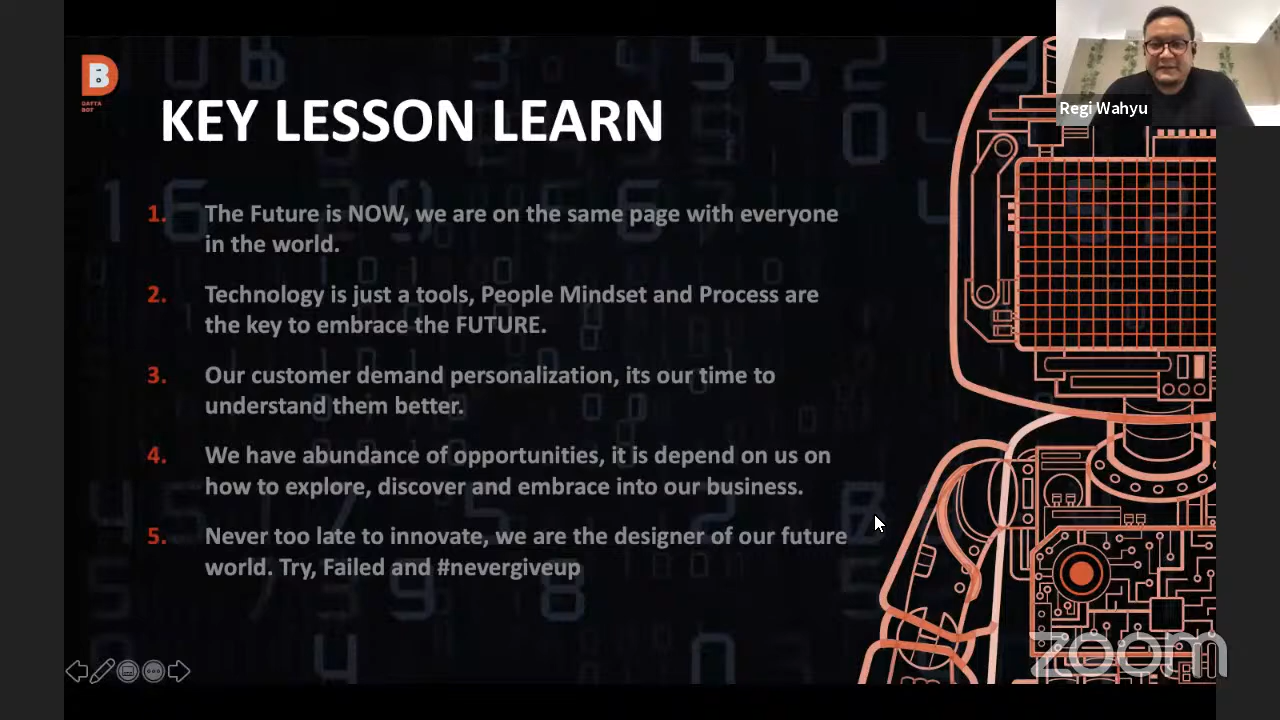 B
DAYTA
BOT
KEY LESSON LEARN
Regi Wahyu
1. The Future is NOW, we are on the same page with everyone
in the world.
2. Technology is just a tools, People Mindset and Process are
the key to embrace the FUTURE.
3. Our customer demand personalization, its our time to
understand them better.
4. We have abundance of opportunities, it is depend on us on
how to explore, discover and embrace into our business.
5. Never too late to innovate, we are the designer of our future
world. Try, Failed and #nevergiveup
zoom